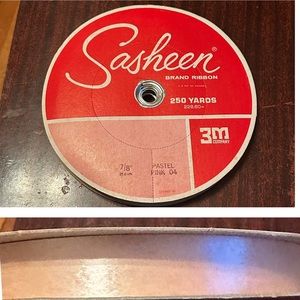 Sasheen
BRAND RIBBON
250 YARDS
3m
COMPANY
7/8"
PASTEL
PINK 04